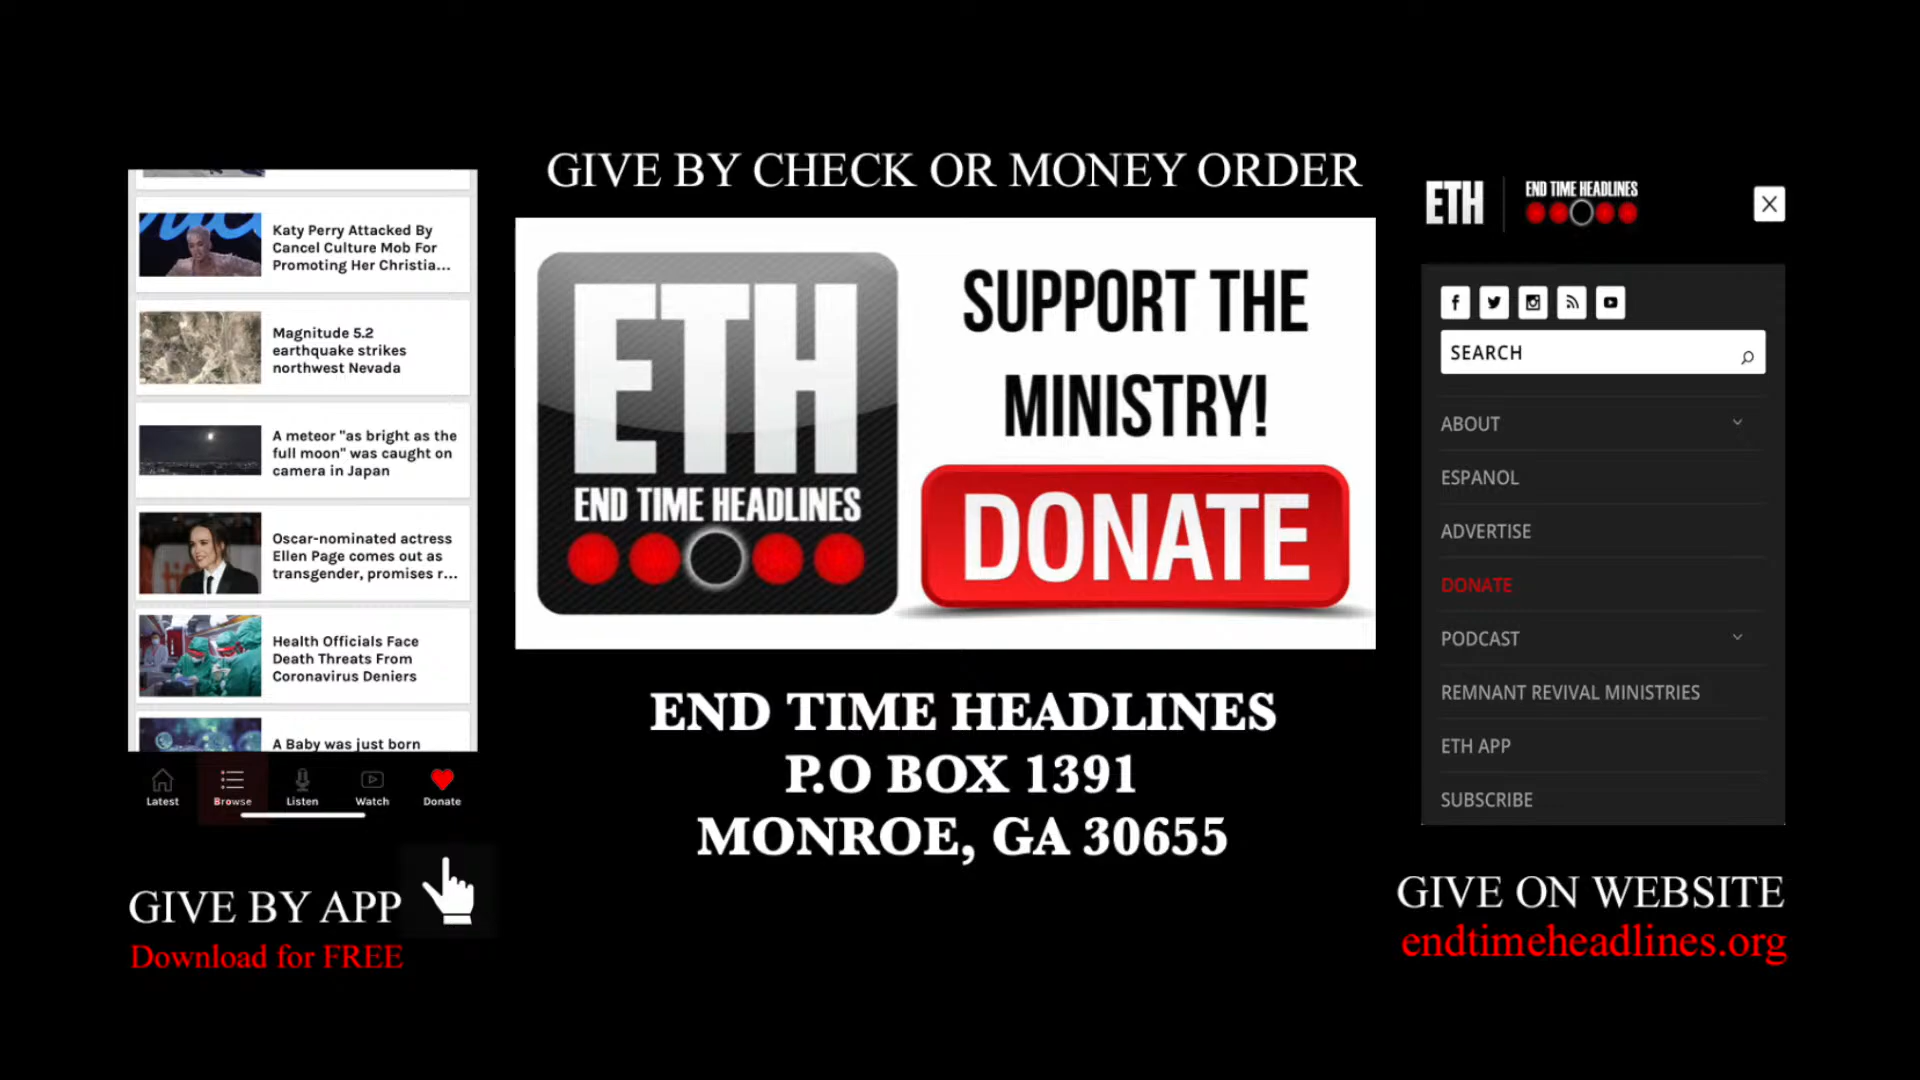 Katy Perry Attacked By
Cancel Culture Mob For
Promoting Her Christia...
Magnitude 5.2
earthquake strikes
northwest Nevada
A meteor "as bright as the
full moon" was caught on
camera in Japan
Oscar-nominated actress
Ellen Page comes out as
transgender, promises r...
Health Officials Face
Death Threats From
Coronavirus Deniers
A Baby was just born
Latest
Browse
Listen
Watch
Donate
GIVE BY APP
Download for FREE
GIVE BY CHECK OR MONEY ORDER
ETH
END TIME HEADLINES
SUPPORT THE
MINISTRY!
DONATE
END TIME HEADLINES
P.O BOX 1391
MONROE, GA 30655
ETH
END TIME HEADLINES
SEARCH
ABOUT
ESPANOL
ADVERTISE
DONATE
PODCAST
REMNANT REVIVAL MINISTRIES
ETH APP
SUBSCRIBE
GIVE ON WEBSITE
endtimeheadlines.org